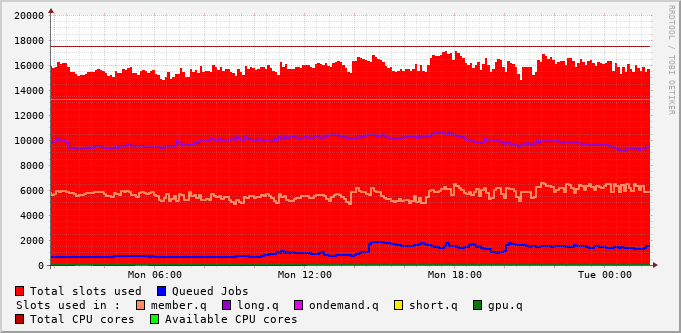 20000
18000
16000
14000
12000
10000
8000
6000
4000
2000
0
Mon 06:00 Mon 12:00 Mon 18:00 Tue 00:00
RRDTOOL / TOBI OETIKER
Total slots used Queued Jobs
Slots used in : member.q long.q ondemand.q short.q gpu.q
Total CPU cores Available CPU cores